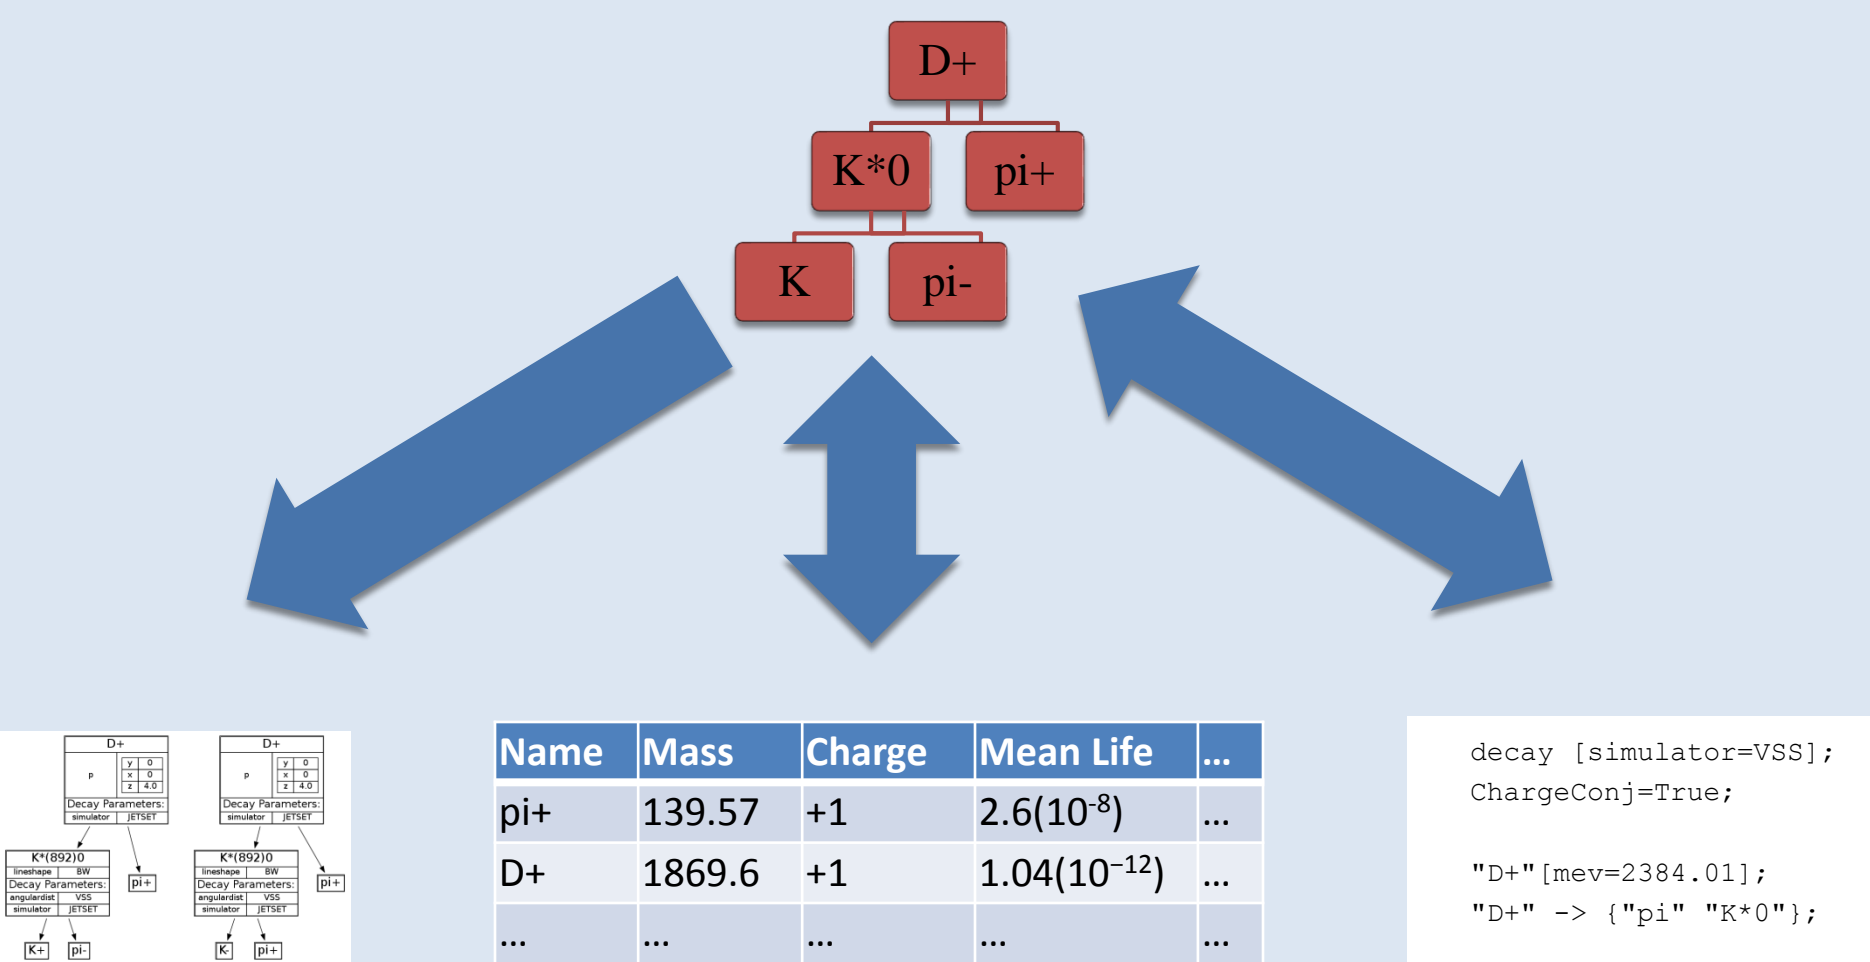 D+
K*0 pi+
K pi-
D+
p
y 0
x 0
z 4.0
Decay Parameters:
simulator JETSET
K*(892)0
lineshape BW
Decay Parameters:
angulardist VSS
simulator JETSET
pi+
K+ pi-
D+
p
y 0
x 0
z 4.0
Decay Parameters:
simulator JETSET
K*(892)0
lineshape BW
Decay Parameters:
angulardist VSS
simulator JETSET
pi+
K- pi+
Name Mass Charge Mean Life ...
pi+ 139.57 +1 2.6(10⁻⁸) ...
D+ 1869.6 +1 1.04(10⁻¹²) ...
... ... ... ... ...
decay [simulator=VSS];
ChargeConj=True;
"D+"[mev=2384.01];
"D+" -> {"pi" "K*0"};